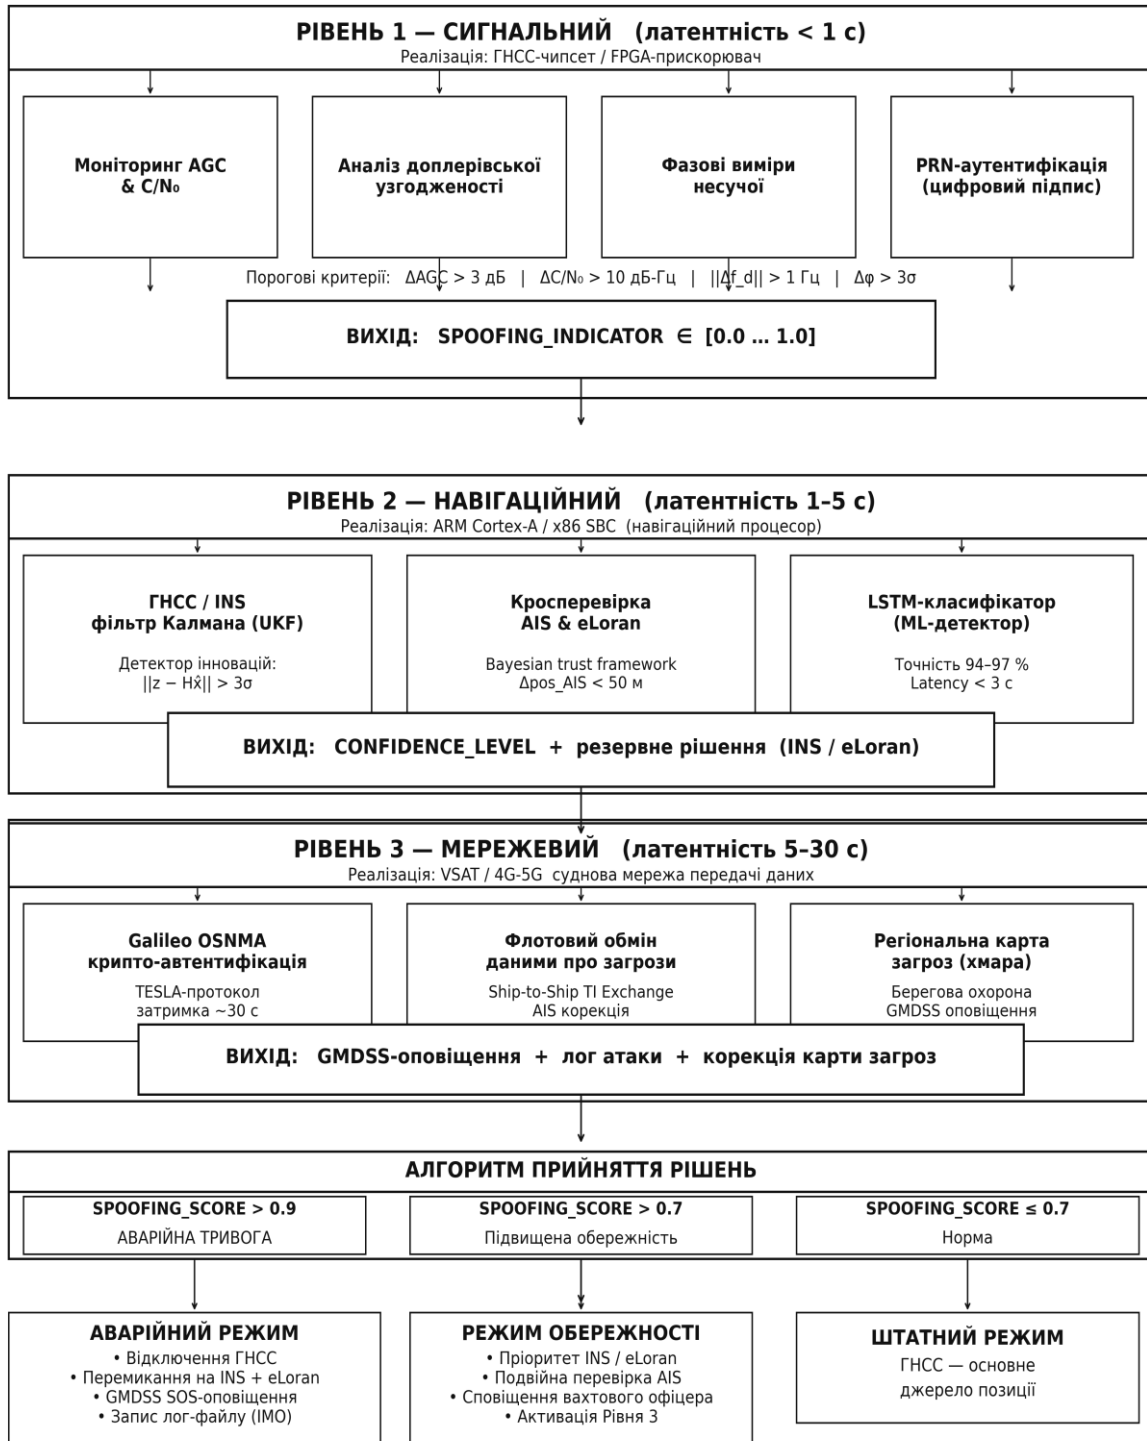 РІВЕНЬ 1 — СИГНАЛЬНИЙ (латентність < 1 с)
Реалізація: ГНСС-чипсет / FPGA-прискорювач
Моніторинг AGC
& C/N₀
Аналіз доплерівської
узгодженості
Фазові виміри
несучої
PRN-аутентифікація
(цифровий підпис)
Порогові критерії: ΔAGC > 3 дБ | ΔC/N₀ > 10 дБ-Гц | ||Δf_d|| > 1 Гц | Δφ > 3σ
ВИХІД: SPOOFING_INDICATOR ∈ [0.0 … 1.0]
РІВЕНЬ 2 — НАВІГАЦІЙНИЙ (латентність 1–5 с)
Реалізація: ARM Cortex-A / x86 SBC (навігаційний процесор)
ГНСС / INS
фільтр Калмана (UKF)
Детектор інновацій:
||z − Hx̂|| > 3σ
Кросперевірка
AIS & eLoran
Bayesian trust framework
Δpos_AIS < 50 м
LSTM-класифікатор
(ML-детектор)
Точність 94–97 %
Latency < 3 с
ВИХІД: CONFIDENCE_LEVEL + резервне рішення (INS / eLoran)
РІВЕНЬ 3 — МЕРЕЖЕВИЙ (латентність 5–30 с)
Реалізація: VSAT / 4G-5G суднова мережа передачі даних
Galileo OSNMA
крипто-автентифікація
TESLA-протокол
затримка ~30 с
Флотовий обмін
даними про загрози
Ship-to-Ship TI Exchange
AIS корекція
Регіональна карта
загроз (хмара)
Берегова охорона
GMDSS оповіщення
ВИХІД: GMDSS-оповіщення + лог атаки + корекція карти загроз
АЛГОРИТМ ПРИЙНЯТТЯ РІШЕНЬ
SPOOFING_SCORE > 0.9
АВАРІЙНА ТРИВОГА
SPOOFING_SCORE > 0.7
Підвищена обережність
SPOOFING_SCORE ≤ 0.7
Норма
АВАРІЙНИЙ РЕЖИМ
• Відключення ГНСС
• Перемикання на INS + eLoran
• GMDSS SOS-оповіщення
• Запис лог-файлу (IMO)
РЕЖИМ ОБЕРЕЖНОСТІ
• Пріоритет INS / eLoran
• Подвійна перевірка AIS
• Сповіщення вахтового офіцера
• Активація Рівня 3
ШТАТНИЙ РЕЖИМ
ГНСС — основне
джерело позиції